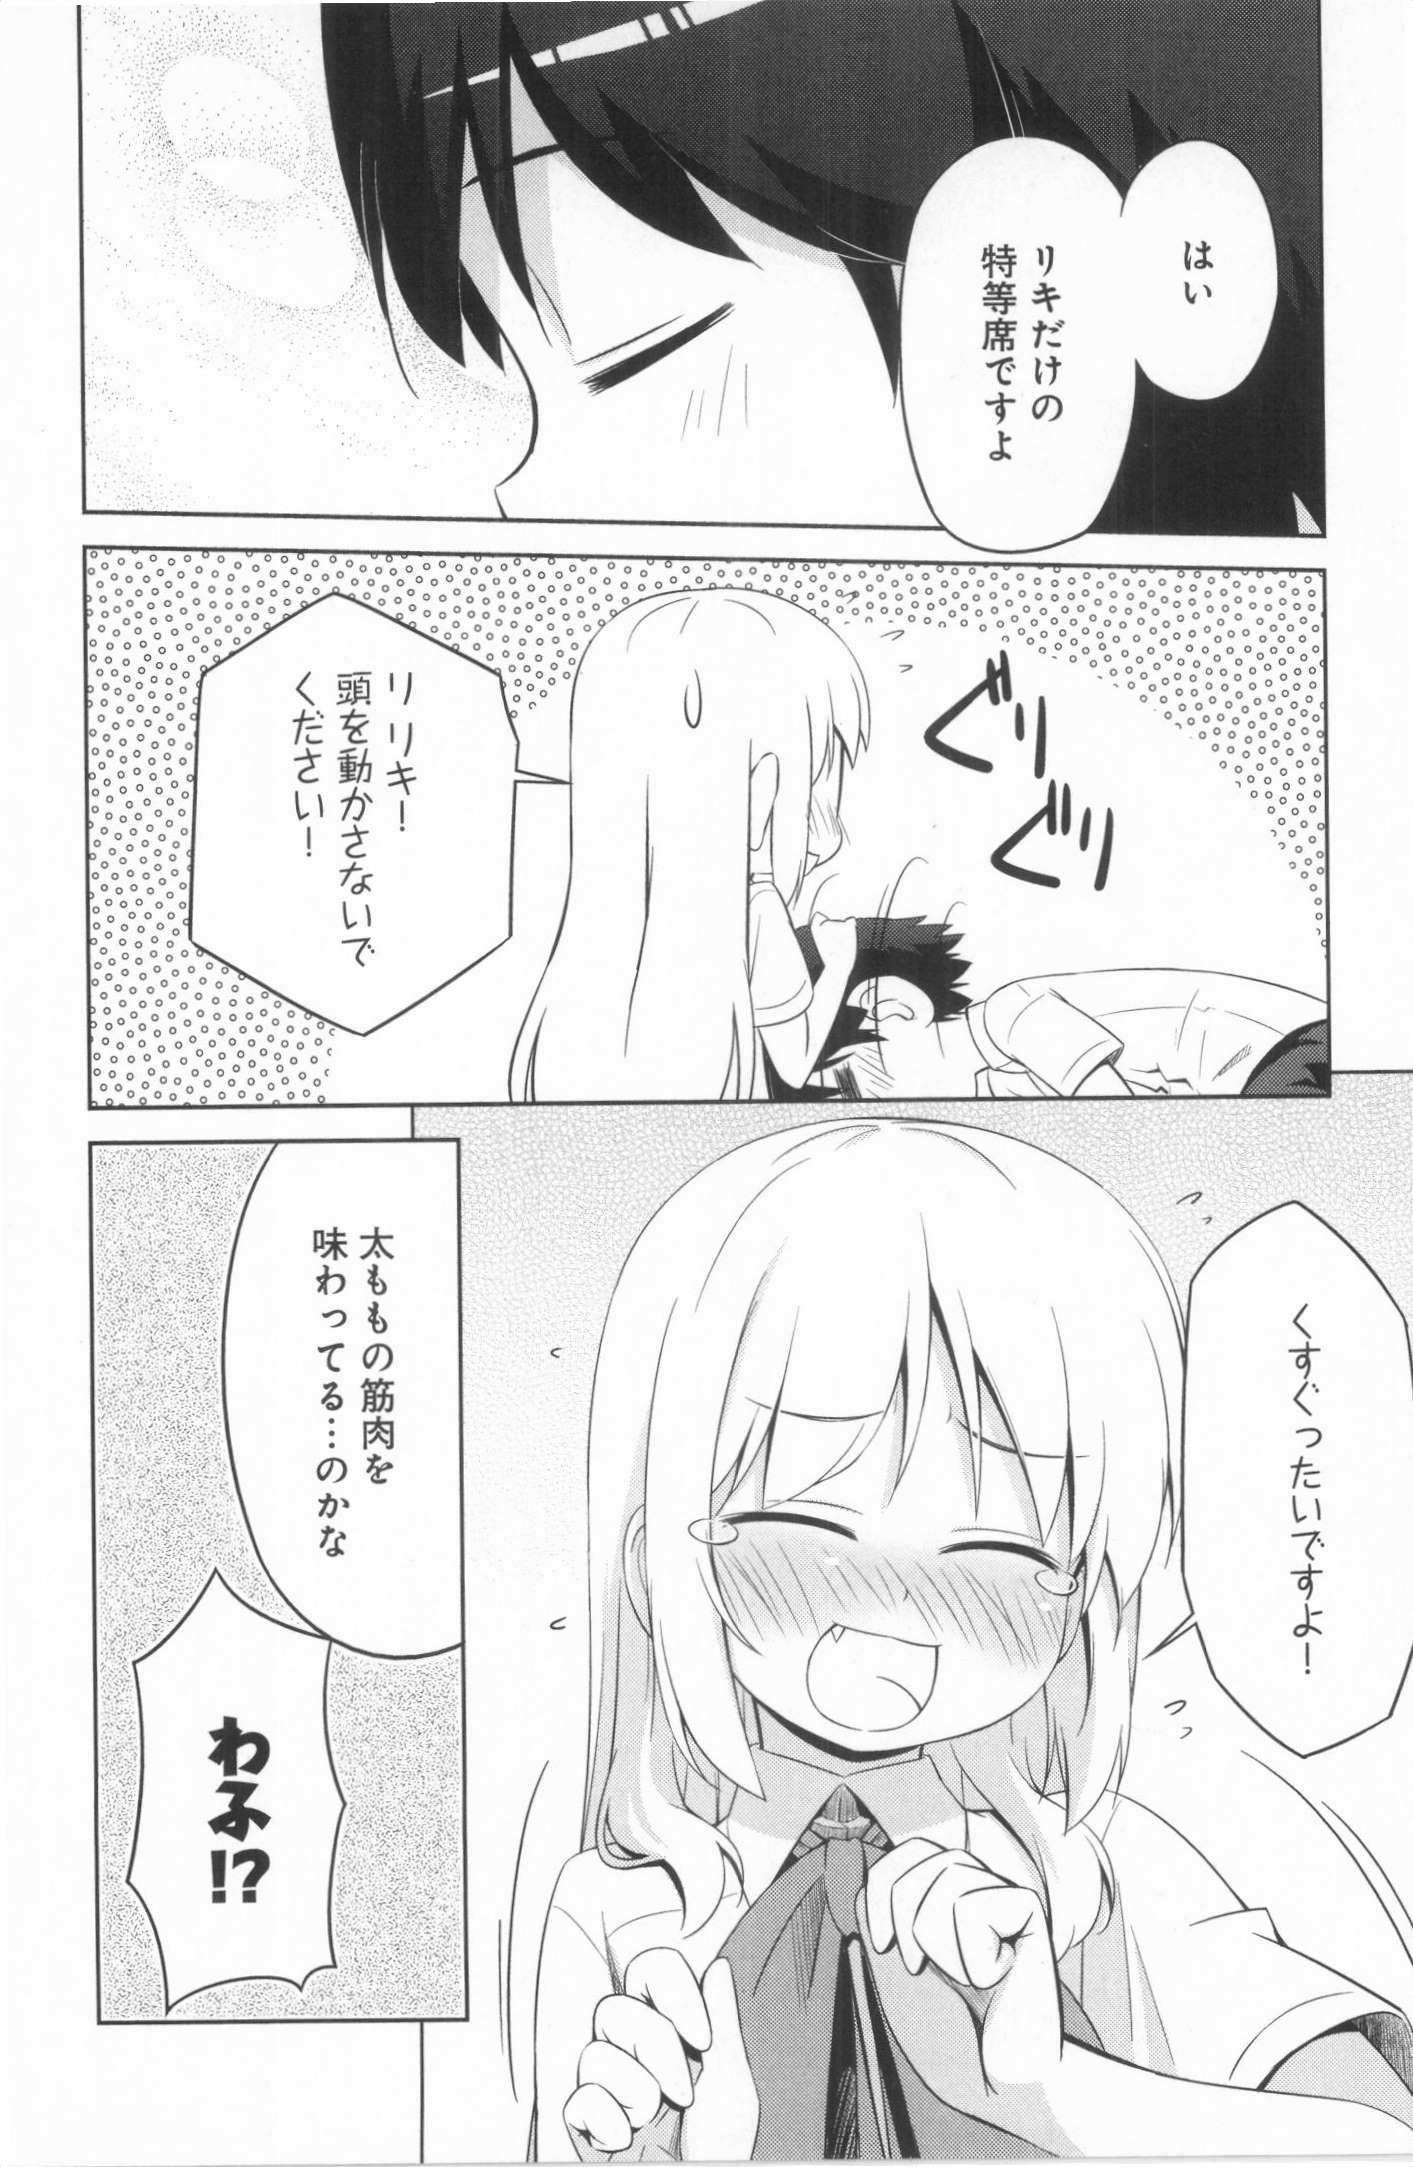 はい
リキだけの
特等席ですよ
ぐりぐり
リ リキ!
頭を動かさないで
ください!
くすぐったいですよ!
太ももの筋肉を
味わってる…のかな
わふ!?